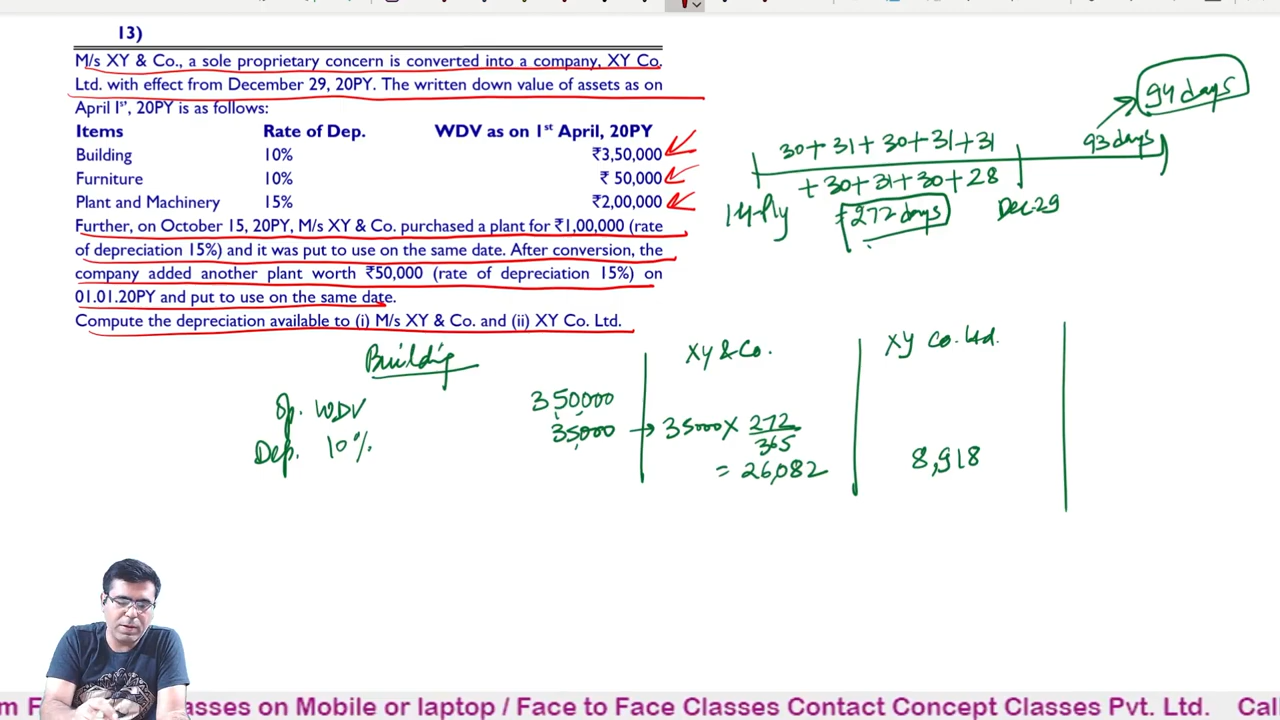 13)
M/s XY & Co., a sole proprietary concern is converted into a company, XY Co.
Ltd. with effect from December 29, 20PY. The written down value of assets as on
April 1st, 20PY is as follows:
Items Rate of Dep. WDV as on 1st April, 20PY
Building 10% ₹3,50,000
Furniture 10% ₹ 50,000
Plant and Machinery 15% ₹2,00,000
Further, on October 15, 20PY, M/s XY & Co. purchased a plant for ₹1,00,000 (rate
of depreciation 15%) and it was put to use on the same date. After conversion, the
company added another plant worth ₹50,000 (rate of depreciation 15%) on
01.01.20PY and put to use on the same date.
Compute the depreciation available to (i) M/s XY & Co. and (ii) XY Co. Ltd.
94 days
30+31+30+31+31 93 days
+30+31+30+28
272 days Dec-29
Building XY & Co. XY Co. Ltd.
Op. WDV 350000
Dep. 10% 35000 → 35000 × 272/365
= 26,082 8,918
asses on Mobile or laptop / Face to Face Classes Contact Concept Classes Pvt. Ltd. Cal